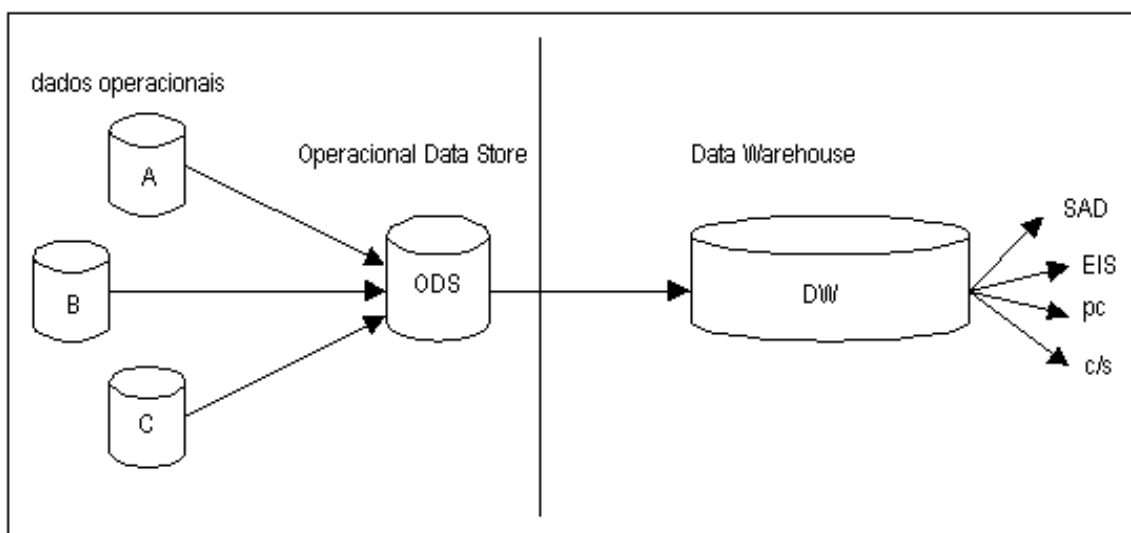 dados operacionais
A
Operacional Data Store
Data Warehouse
B
ODS
DW
C
SAD
EIS
pc
c/s